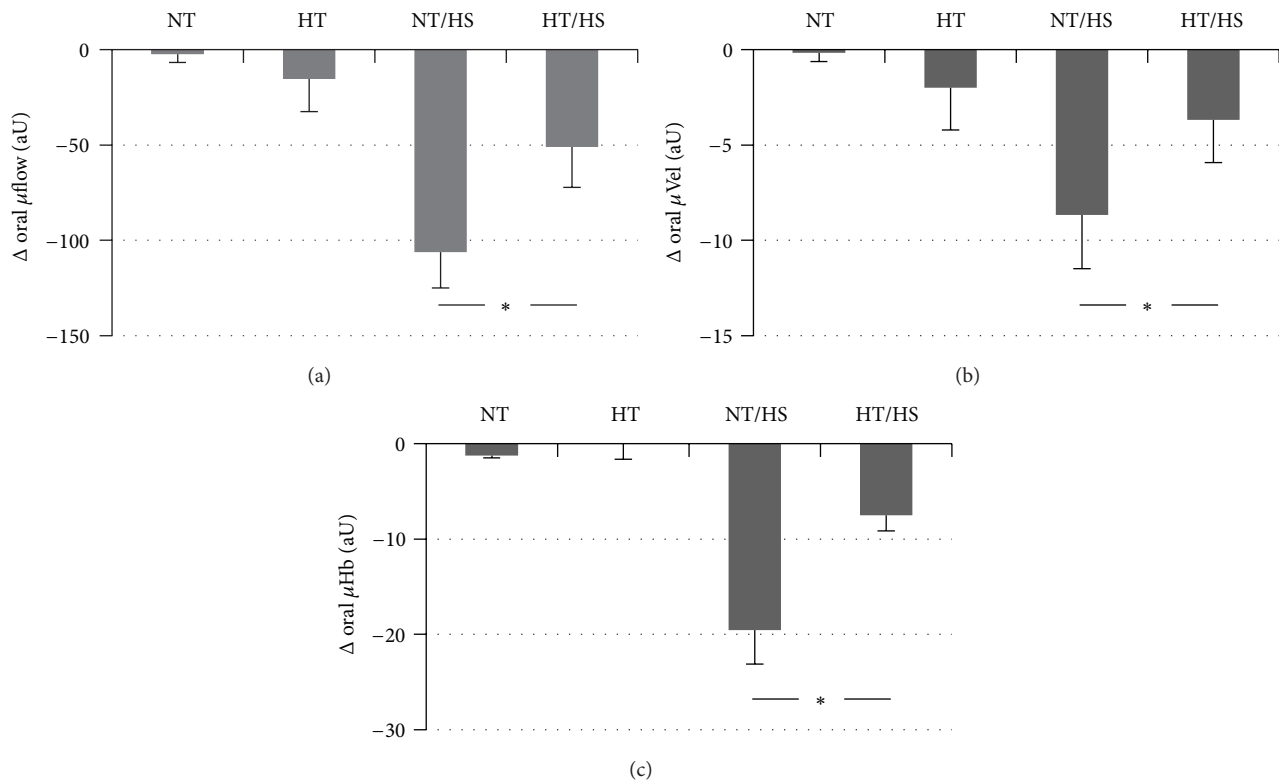 NT HT NT/HS HT/HS
0
−50
−100
−150
Δ oral μflow (aU)
*
(a)
NT HT NT/HS HT/HS
0
−5
−10
−15
Δ oral μVel (aU)
*
(b)
NT HT NT/HS HT/HS
0
−10
−20
−30
Δ oral μHb (aU)
*
(c)